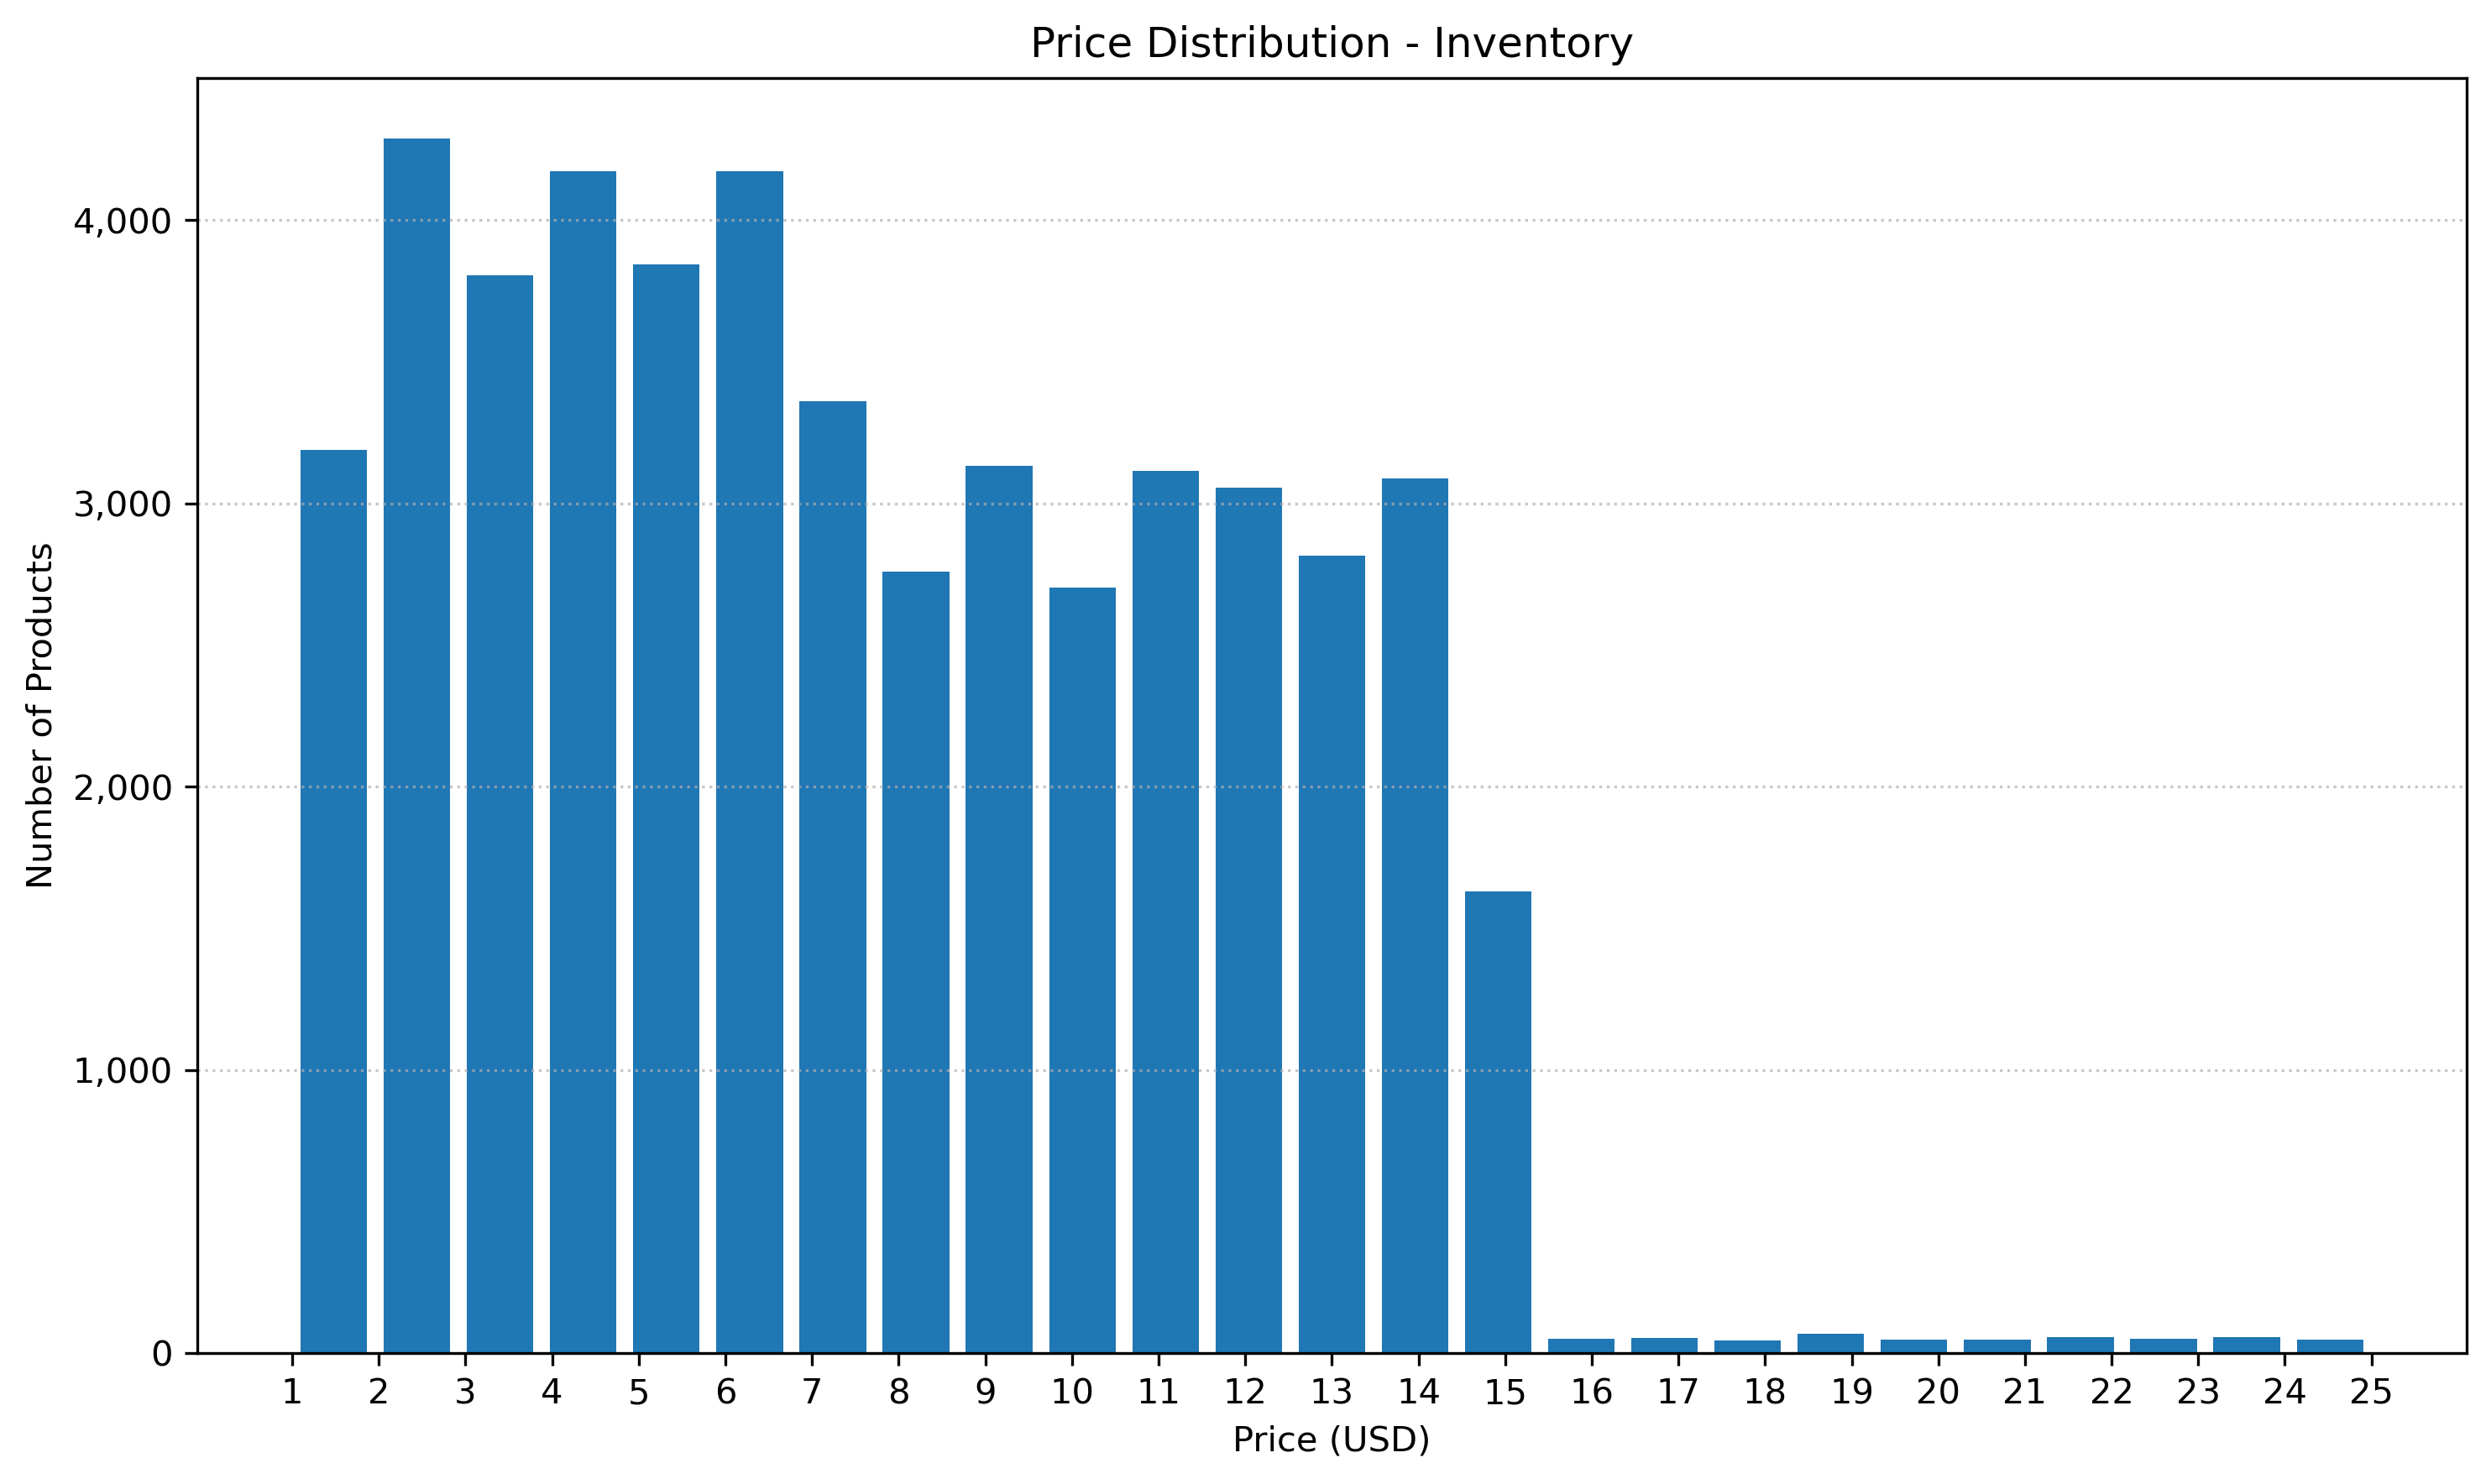 Price Distribution - Inventory
Number of Products
4,000
3,000
2,000
1,000
0
1 2 3 4 5 6 7 8 9 10 11 12 13 14 15 16 17 18 19 20 21 22 23 24 25
Price (USD)